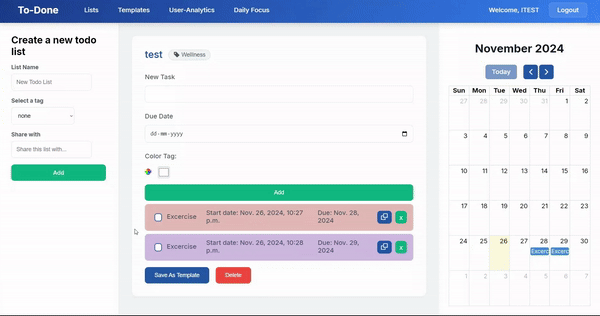 To-Done
Lists
Templates
User-Analytics
Daily Focus
Welcome, ITEST
Logout
Create a new todo
list
List Name
New Todo List
Select a tag
none
Share with
Share this list with...
Add
test
Wellness
New Task
Due Date
dd-mm-yyyy
Color Tag:
Add
Excercise
Start date: Nov. 26, 2024, 10:27
p.m.
Due: Nov. 28,
2024
x
Excercise
Start date: Nov. 26, 2024, 10:28
p.m.
Due: Nov. 29,
2024
x
Save As Template
Delete
November 2024
Today
Sun Mon Tue Wed Thu Fri Sat
27 28 29 30 31 1 2
3 4 5 6 7 8 9
10 11 12 13 14 15 16
17 18 19 20 21 22 23
24 25 26 27 28 29 30
Excerc Excerc
1 2 3 4 5 6 7